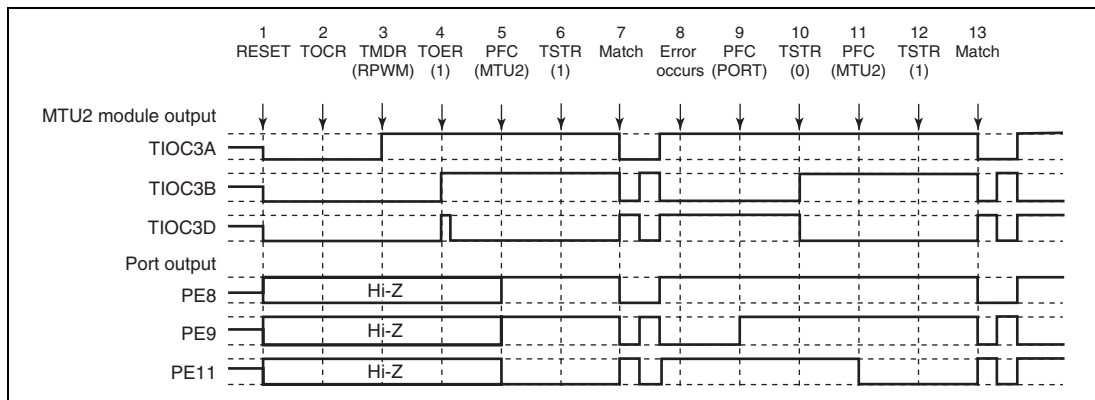 1 2 3 4 5 6 7 8 9 10 11 12 13
RESET TOCR TMDR TOER PFC TSTR Match Error PFC TSTR PFC TSTR Match
(RPWM) (1) (MTU2) (1) occurs (PORT) (0) (MTU2) (1)
MTU2 module output
TIOC3A
TIOC3B
TIOC3D
Port output
PE8 Hi-Z
PE9 Hi-Z
PE11 Hi-Z